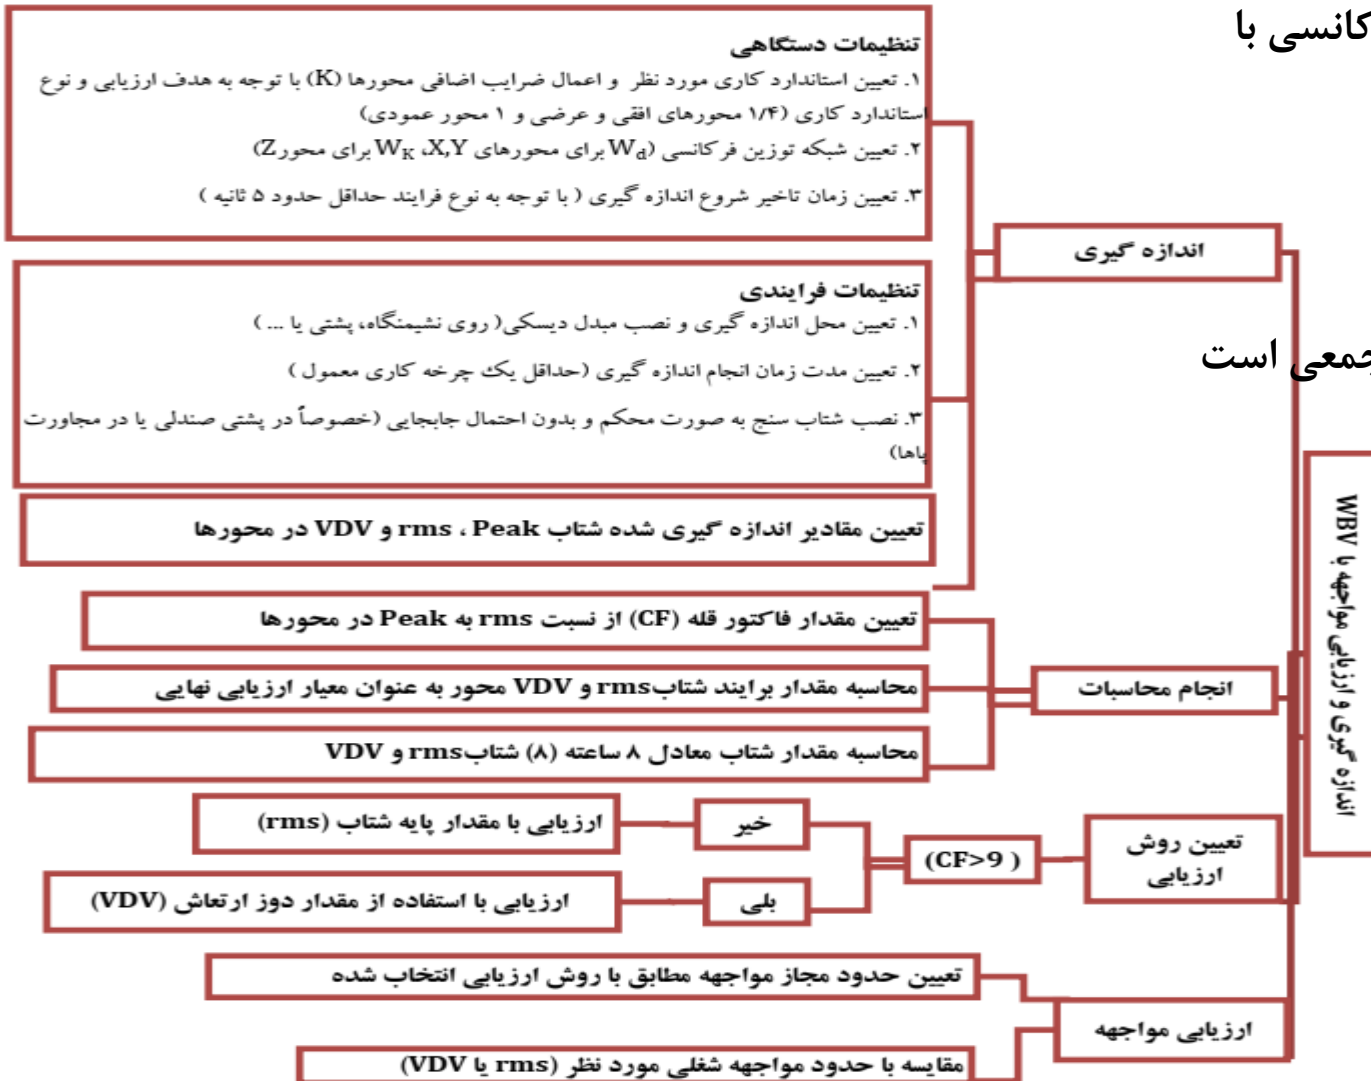 کانسی با
جمعی است
اندازه گیری و ارزیابی مواجهه با WBV
اندازه گیری
تنظیمات دستگاهی
۱. تعیین استاندارد کاری مورد نظر و اعمال ضرایب اضافی محورها (K) با توجه به هدف ارزیابی و نوع
استاندارد کاری (۱/۴ محورهای افقی و عرضی و ۱ محور عمودی)
۲. تعیین شبکه توزین فرکانسی (Wd برای محورهای X,Y، WK برای محور Z)
۳. تعیین زمان تاخیر شروع اندازه گیری ( با توجه به نوع فرایند حداقل حدود ۵ ثانیه )
تنظیمات فرایندی
۱. تعیین محل اندازه گیری و نصب مبدل دیسکی( روی نشیمنگاه، پشتی یا ... )
۲. تعیین مدت زمان انجام اندازه گیری (حداقل یک چرخه کاری معمول )
۳. نصب شتاب سنج به صورت محکم و بدون احتمال جابجایی (خصوصاً در پشتی صندلی یا در مجاورت
پاها)
تعیین مقادیر اندازه گیری شده شتاب rms ، Peak و VDV در محورها
انجام محاسبات
تعیین مقدار فاکتور قله (CF) از نسبت rms به Peak در محورها
محاسبه مقدار برایند شتابrms و VDV محور به عنوان معیار ارزیابی نهایی
محاسبه مقدار شتاب معادل ۸ ساعته (۸) شتابrms و VDV
تعیین روش
ارزیابی
(CF>9 )
خیر
ارزیابی با مقدار پایه شتاب (rms)
بلی
ارزیابی با استفاده از مقدار دوز ارتعاش (VDV)
ارزیابی مواجهه
تعیین حدود مجاز مواجهه مطابق با روش ارزیابی انتخاب شده
مقایسه با حدود مواجهه شغلی مورد نظر (rms یا VDV)